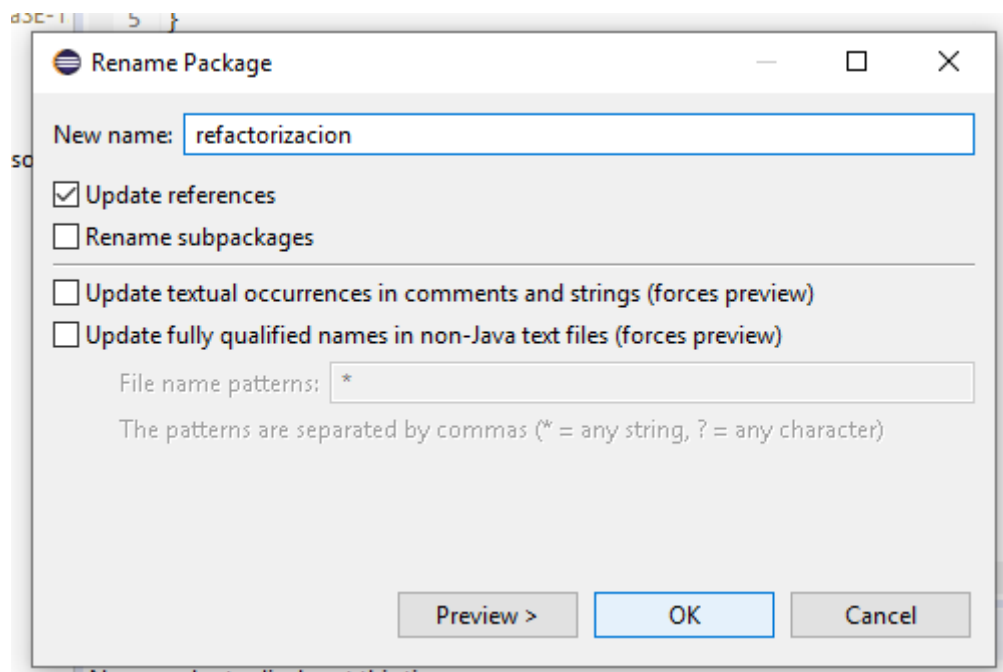 5 }
Rename Package
New name: refactorizacion
Update references
Rename subpackages
Update textual occurrences in comments and strings (forces preview)
Update fully qualified names in non-Java text files (forces preview)
File name patterns: *
The patterns are separated by commas (* = any string, ? = any character)
Preview > OK Cancel